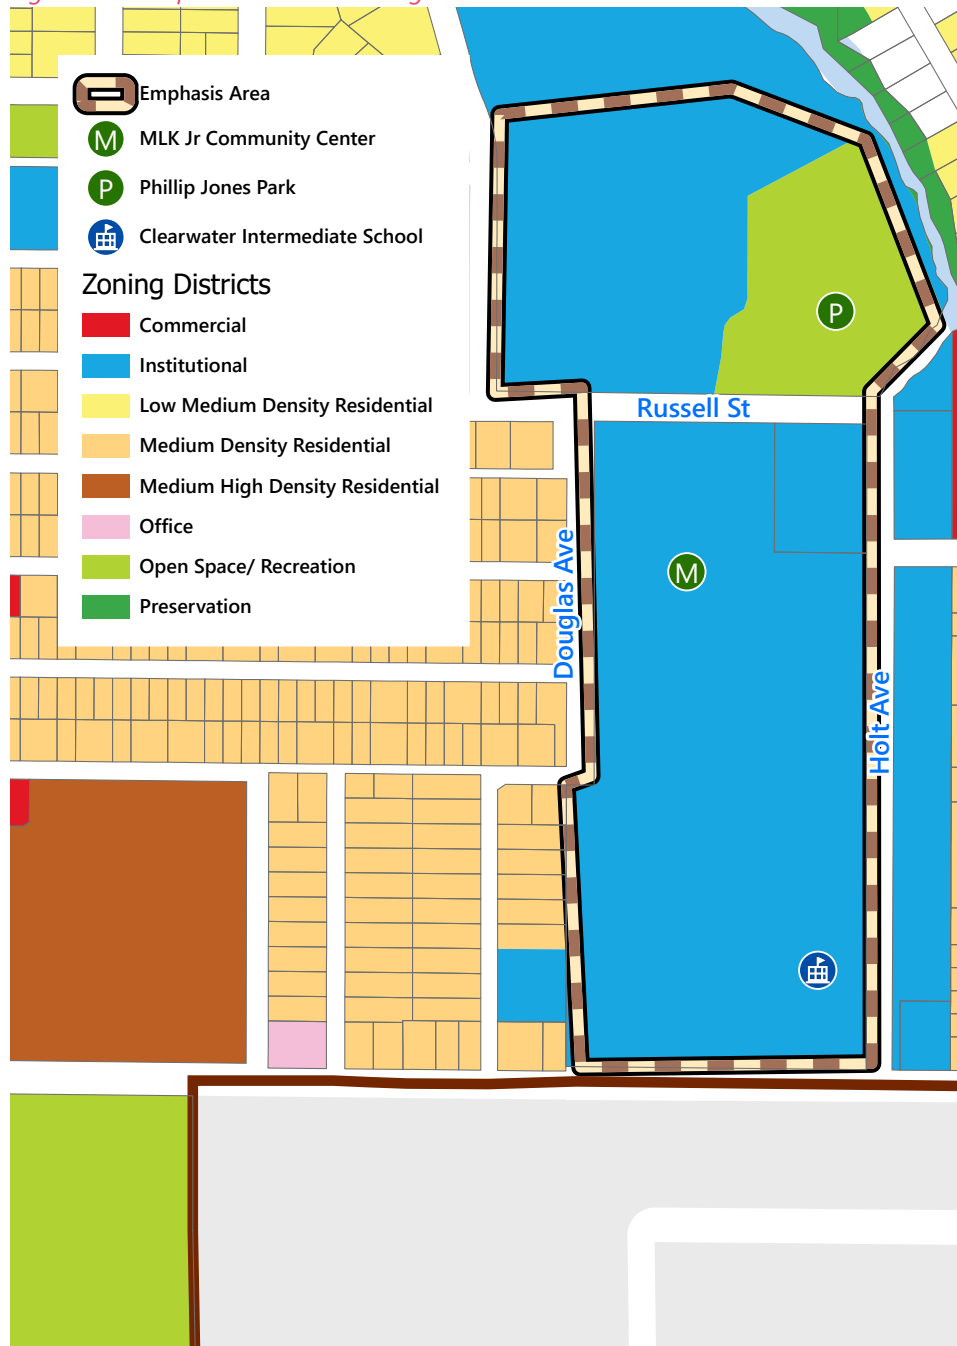 Emphasis Area
M
MLK Jr Community Center
P
Phillip Jones Park
Clearwater Intermediate School
Zoning Districts
Commercial
Institutional
Low Medium Density Residential
Medium Density Residential
Medium High Density Residential
Office
Open Space/ Recreation
Preservation
P
Russell St
Douglas Ave
M
Holt Ave